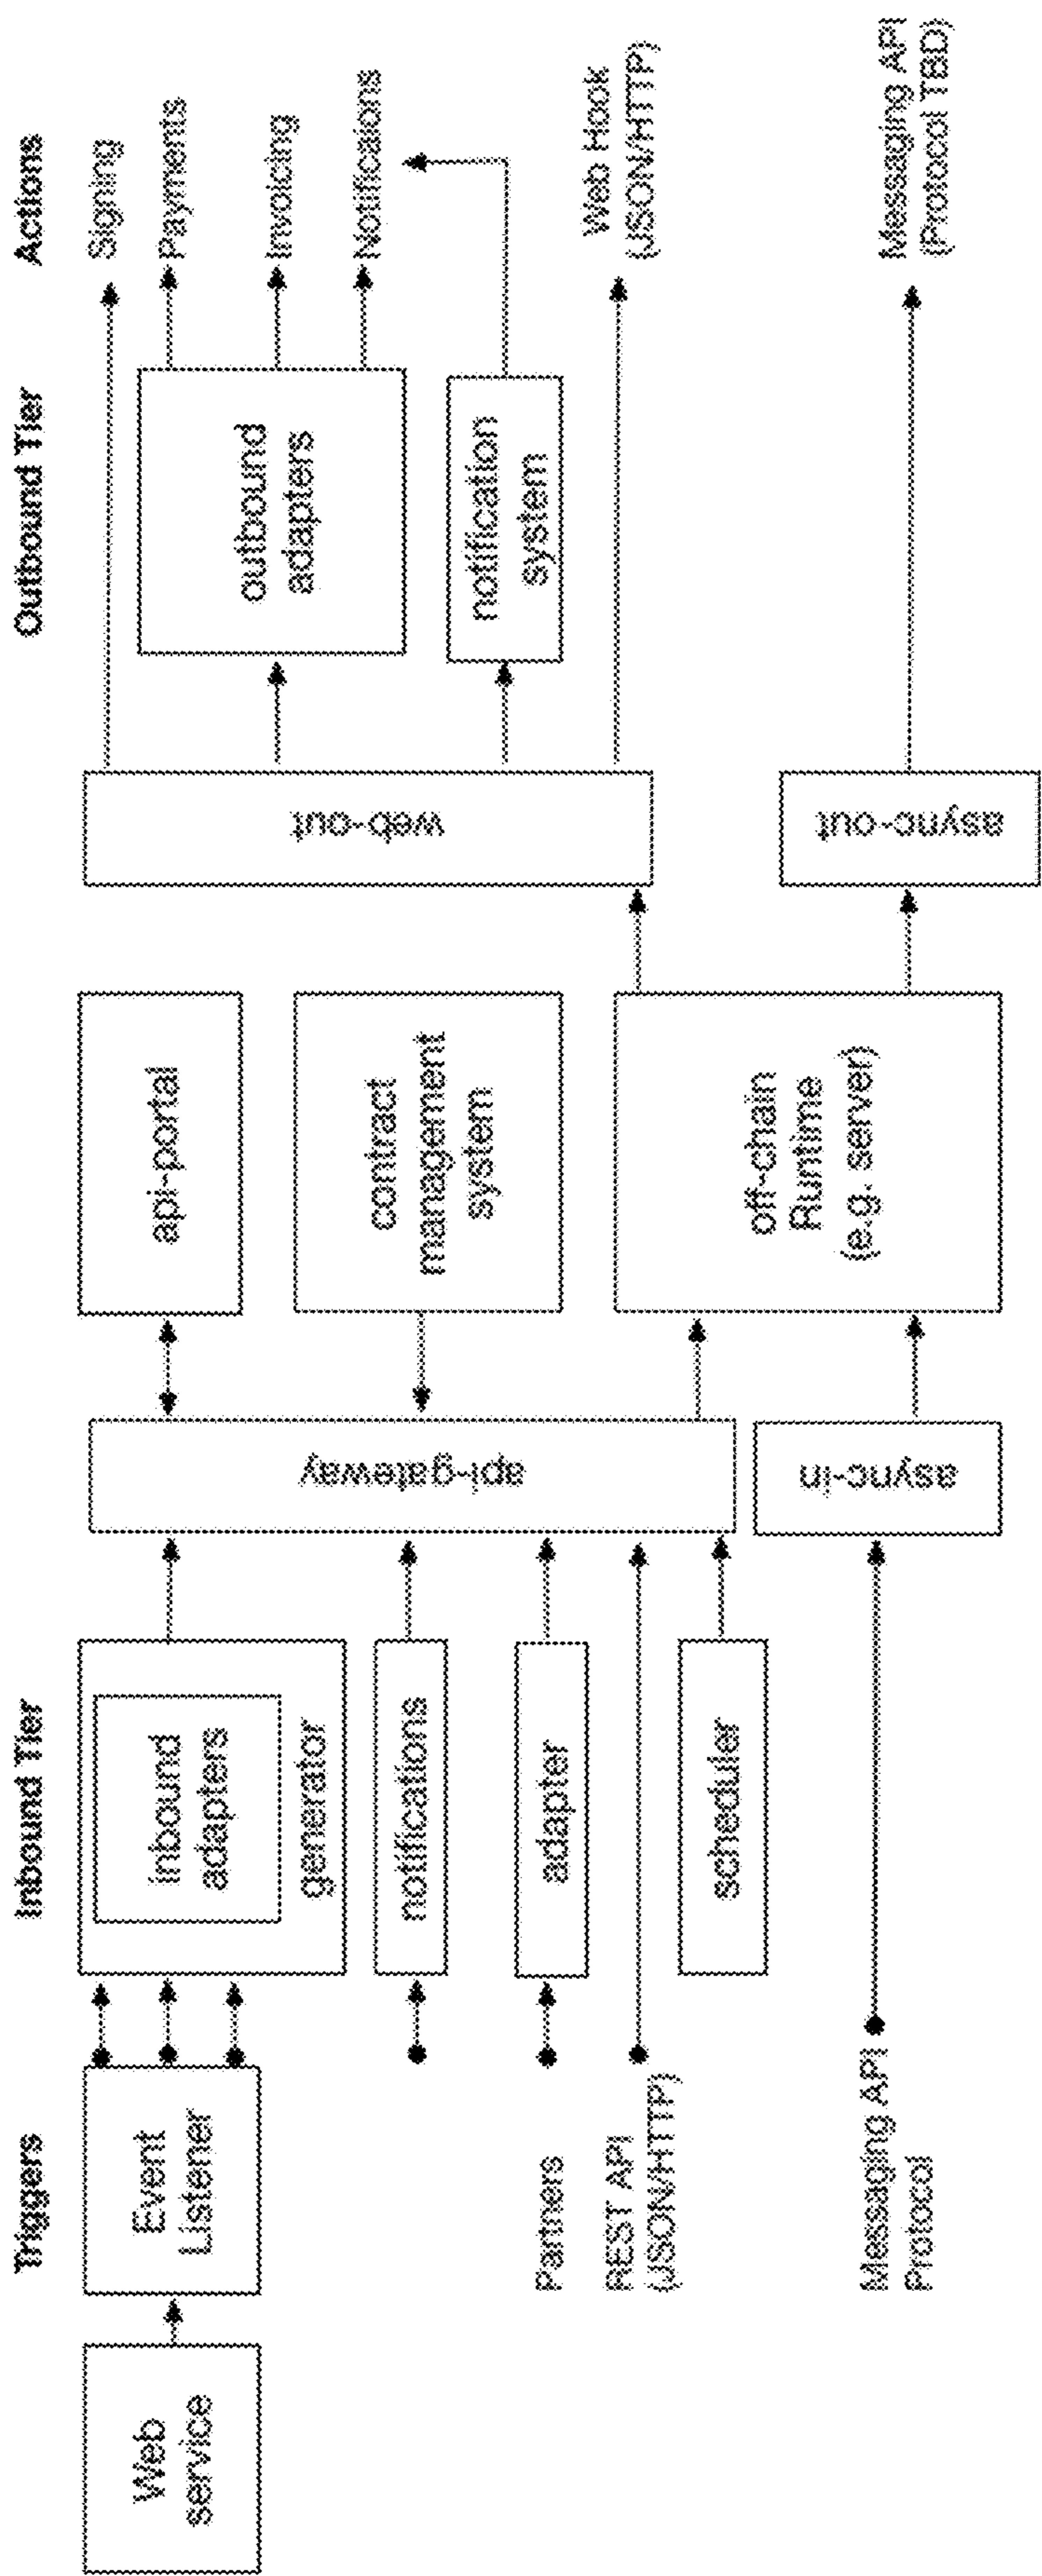 Triggers
Inbound Tier
Outbound Tier
Actions
Web
service
Event
Listener
inbound
adapters
generator
notifications
Partners
adapter
REST API
(JSON/HTTP)
scheduler
Messaging API
Protocol
api-gateway
async-in
api-portal
contract
management
system
off-chain
Runtime
(e.g. server)
web-out
async-out
outbound
adapters
notification
system
Signing
Payments
Invoicing
Notificaions
Web Hook
(JSON/HTTP)
Messaging API
(Protocol TBD)